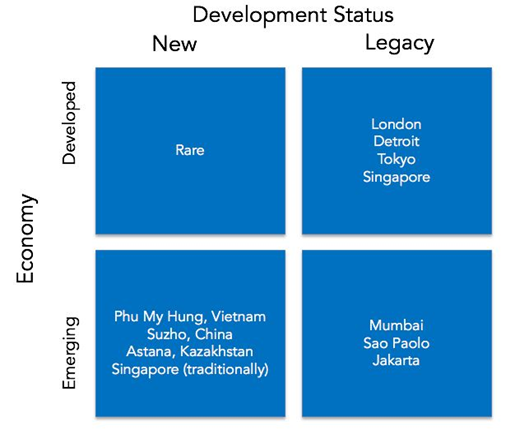 Development Status
New
Legacy
Economy
Developed
Rare
London
Detroit
Tokyo
Singapore
Emerging
Phu My Hung, Vietnam
Suzho, China
Astana, Kazakhstan
Singapore (traditionally)
Mumbai
Sao Paolo
Jakarta